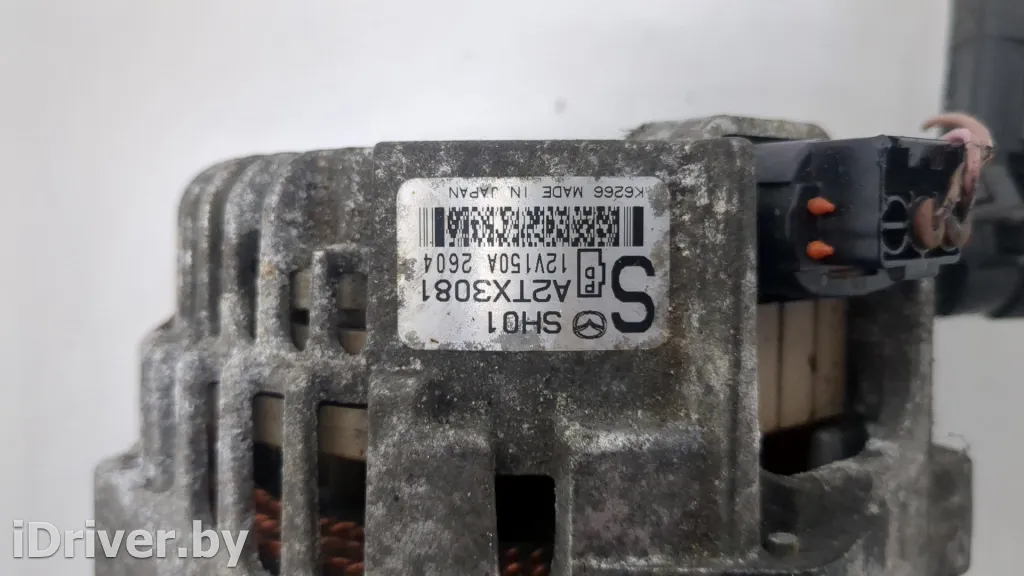 SH01
A2TX3081
S
12V150A 2604
K6266 MADE IN JAPAN
iDriver.by